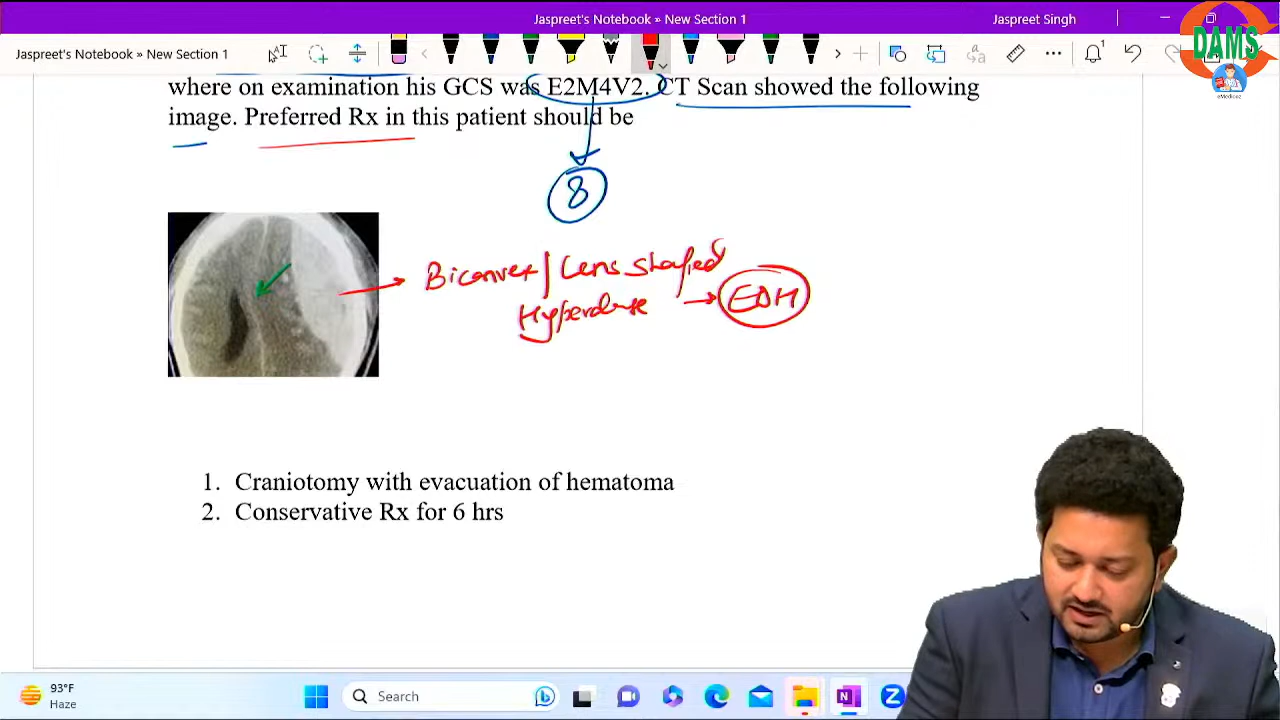 Jaspreet's Notebook » New Section 1
Jaspreet Singh
Jaspreet's Notebook » New Section 1
DAMS
eMedicoz
where on examination his GCS was E2M4V2. CT Scan showed the following
image. Preferred Rx in this patient should be
8
Biconvex/Lens shaped
Hyperdense → EDH
1. Craniotomy with evacuation of hematoma
2. Conservative Rx for 6 hrs
93°F
Haze
Search